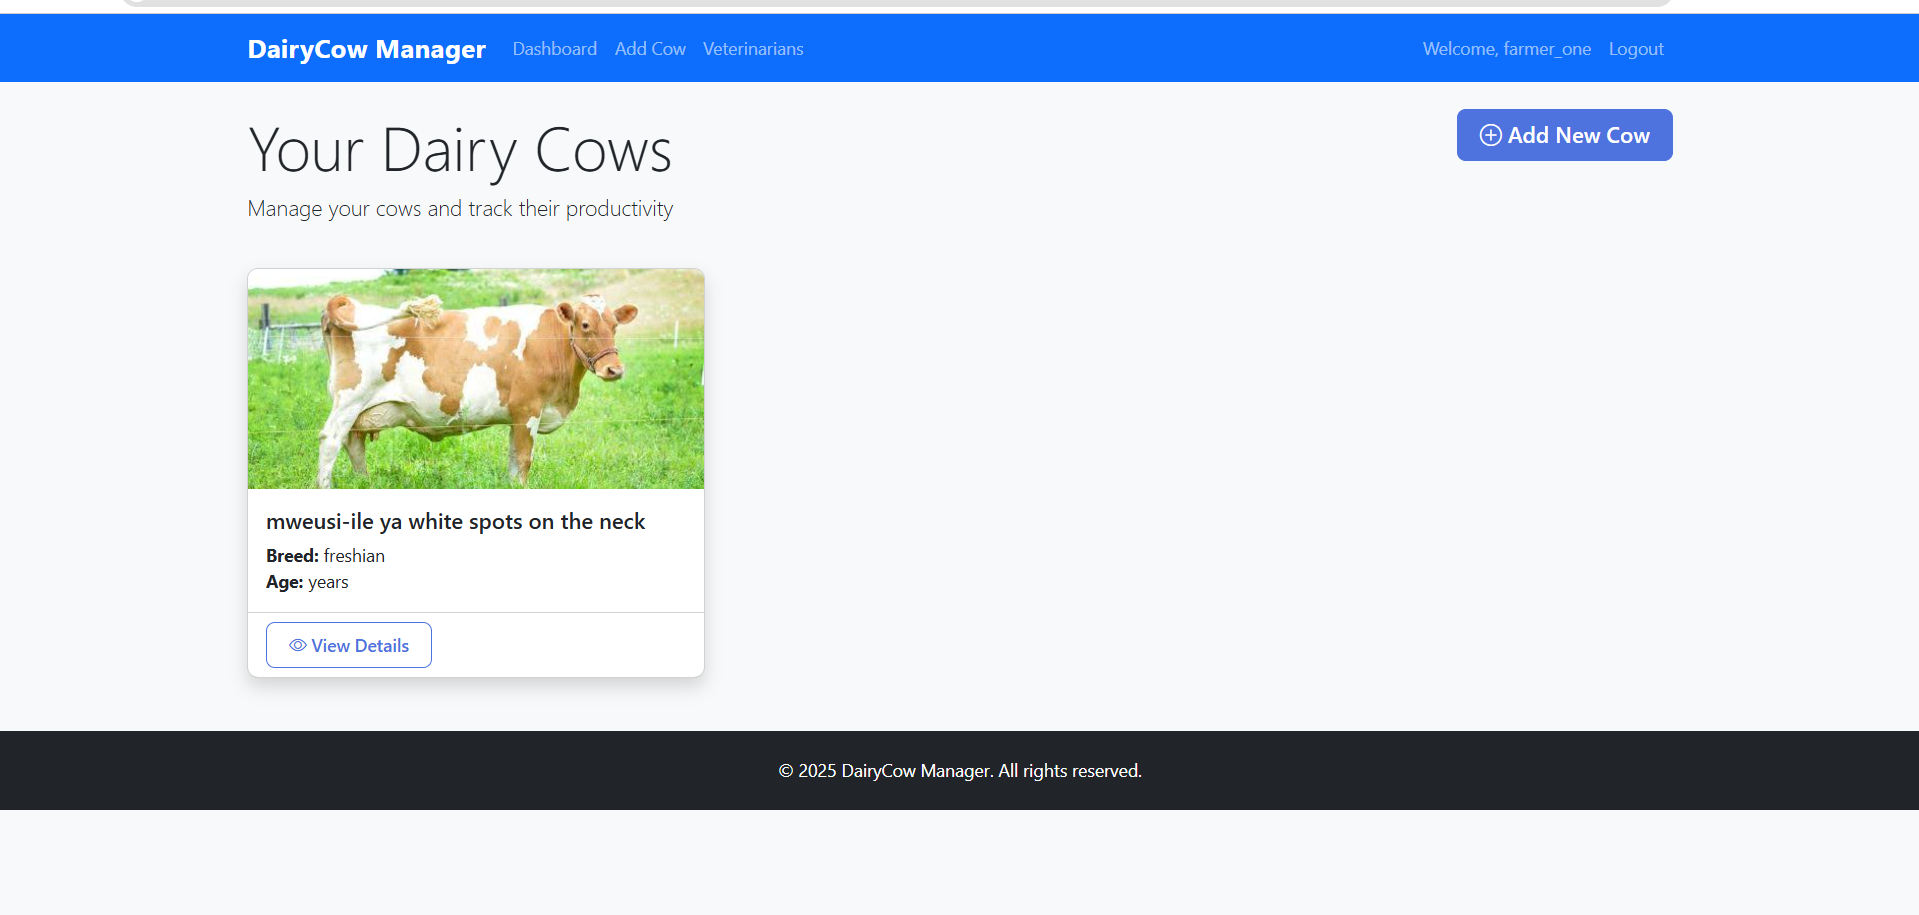 DairyCow Manager Dashboard Add Cow Veterinarians Welcome, farmer_one Logout
Your Dairy Cows
Add New Cow
Manage your cows and track their productivity
mweusi-ile ya white spots on the neck
Breed: freshian
Age: years
View Details
© 2025 DairyCow Manager. All rights reserved.